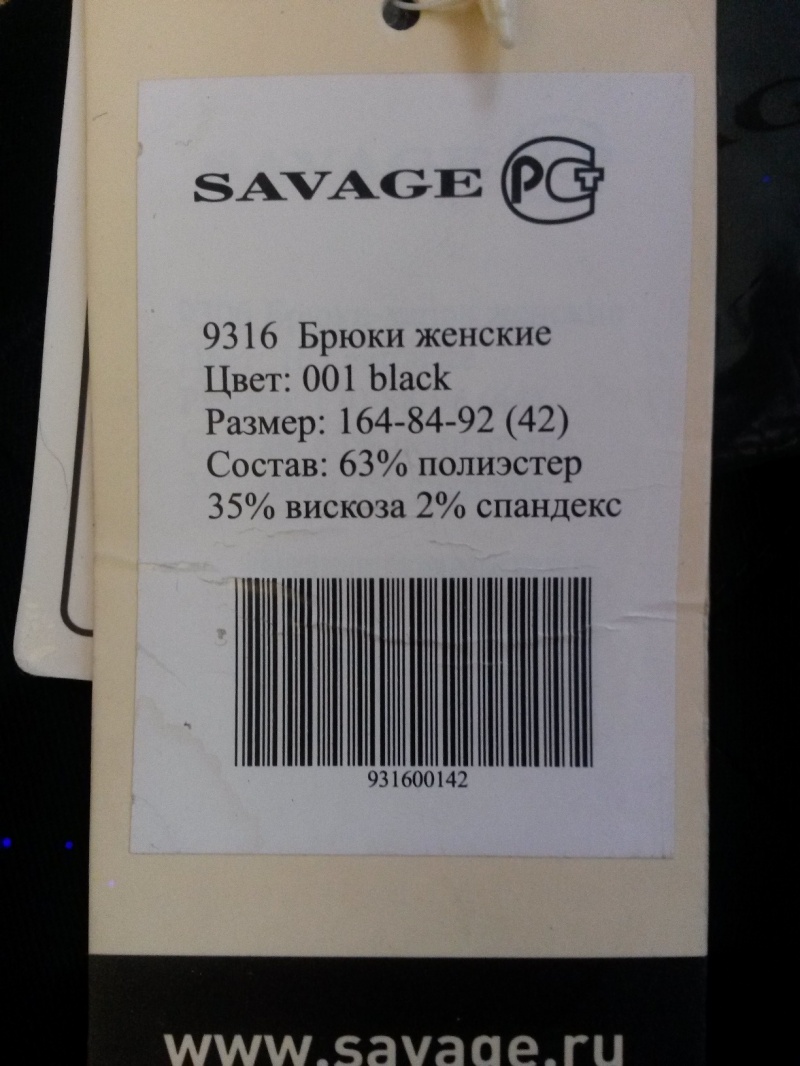 SAVAGE РСТ
9316 Брюки женские
Цвет: 001 black
Размер: 164-84-92 (42)
Состав: 63% полиэстер
35% вискоза 2% спандекс
931600142
www.savage.ru